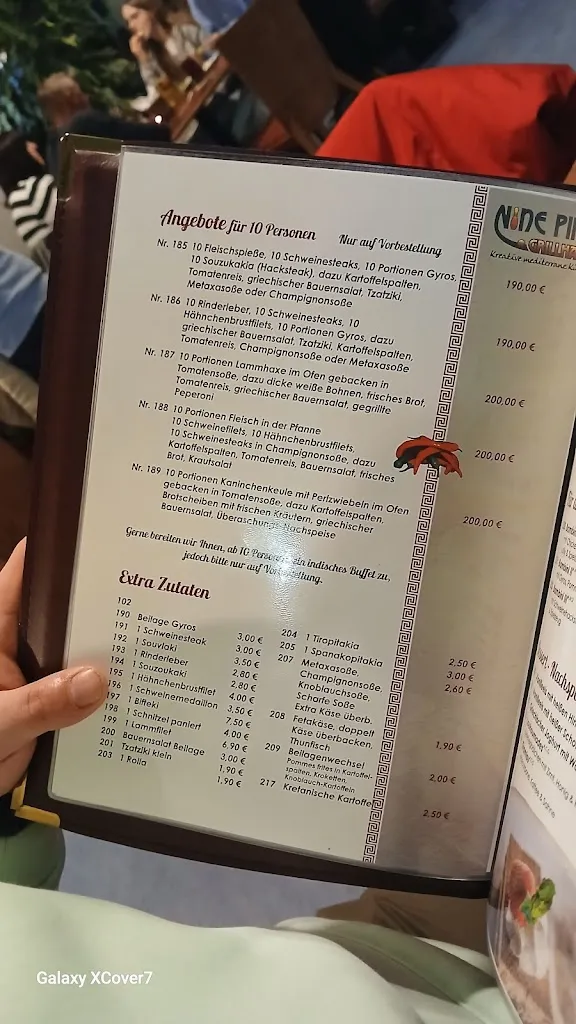 Angebote für 10 Personen Nur auf Vorbestellung
NINE PI
GRILLHA
Kreative mediterrane Kü
Nr. 185 10 Fleischspieße, 10 Schweinesteaks, 10 Portionen Gyros,
10 Souzukakia (Hacksteak), dazu Kartoffelspalten,
Tomatenreis, griechischer Bauernsalat, Tzatziki,
Metaxasoße oder Champignonsoße
190,00 €
Nr. 186 10 Rinderleber, 10 Schweinesteaks, 10
Hähnchenbrustfilets, 10 Portionen Gyros, dazu
griechischer Bauernsalat, Tzatziki, Kartoffelspalten,
Tomatenreis, Champignonsoße oder Metaxasoße
190,00 €
Nr. 187 10 Portionen Lammhaxe im Ofen gebacken in
Tomatensoße, dazu dicke weiße Bohnen, frisches Brot,
Tomatenreis, griechischer Bauernsalat, gegrillte
Peperoni
200,00 €
Nr. 188 10 Portionen Fleisch in der Pfanne
10 Schweinefilets, 10 Hähnchenbrustfilets,
10 Schweinesteaks in Champignonsoße, dazu
Kartoffelspalten, Tomatenreis, Bauernsalat, frisches
Brot, Krautsalat
200,00 €
Nr. 189 10 Portionen Kaninchenkeule mit Perlzwiebeln im Ofen
gebacken in Tomatensoße, dazu Kartoffelspalten,
Brotscheiben mit frischen Kräutern, griechischer
Bauernsalat, Überaschungs-Nachspeise
200,00 €
Gerne bereiten wir Ihnen, ab 10 Personen ein indisches Buffet zu,
jedoch bitte nur auf Vorbestellung.
Extra Zutaten
102
190 Beilage Gyros 3,00 €
191 1 Schweinesteak 3,00 €
192 1 Souvlaki 3,50 €
193 1 Rinderleber 2,80 €
194 1 Souzoukai 2,80 €
195 1 Hähnchenbrustfilet 4,00 €
196 1 Schweinemedaillon 3,50 €
197 1 Bifteki 7,50 €
198 1 Schnitzel paniert 4,00 €
199 1 Lammfilet 6,90 €
200 Bauernsalat Beilage 3,00 €
201 Tzatziki klein 1,90 €
203 1 Rolla 1,90 €
204 1 Tiropitakia 2,50 €
205 1 Spanakopitakia 3,00 €
207 Metaxasoße, 2,60 €
Champignonsoße,
Knoblauchsoße,
Scharfe Soße
Extra Käse überb.
208 Fetakäse, doppelt 1,90 €
Käse überbacken,
Thunfisch
209 Beilagenwechsel 2,00 €
Pommes frites in Kartoffel-
spalten, Kroketten,
Knoblauch-Kartoffeln
217 Kretanische Kartoffe 2,50 €
Galaxy XCover7